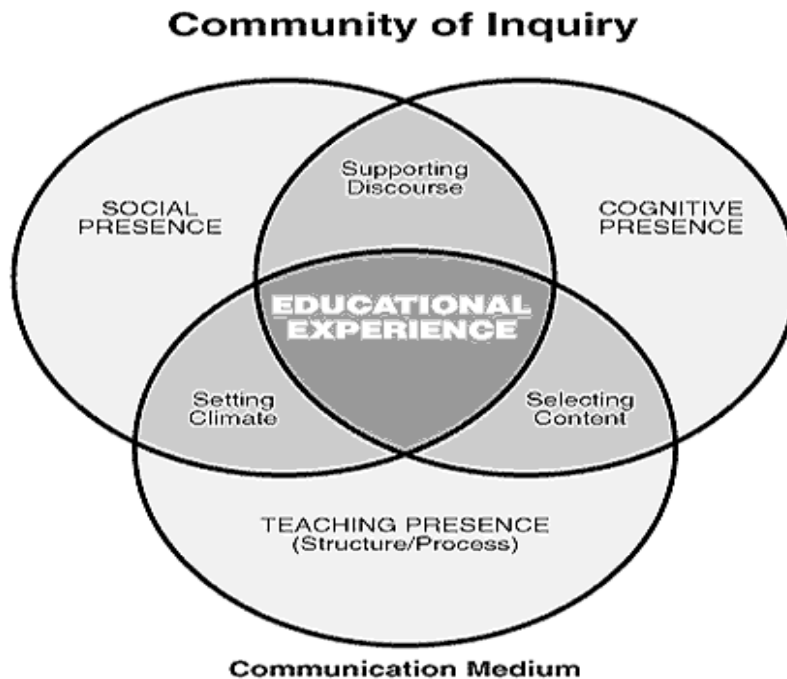 Community of Inquiry
Supporting
Discourse
SOCIAL
PRESENCE
COGNITIVE
PRESENCE
EDUCATIONAL
EXPERIENCE
Setting
Climate
Selecting
Content
TEACHING PRESENCE
(Structure/Process)
Communication Medium